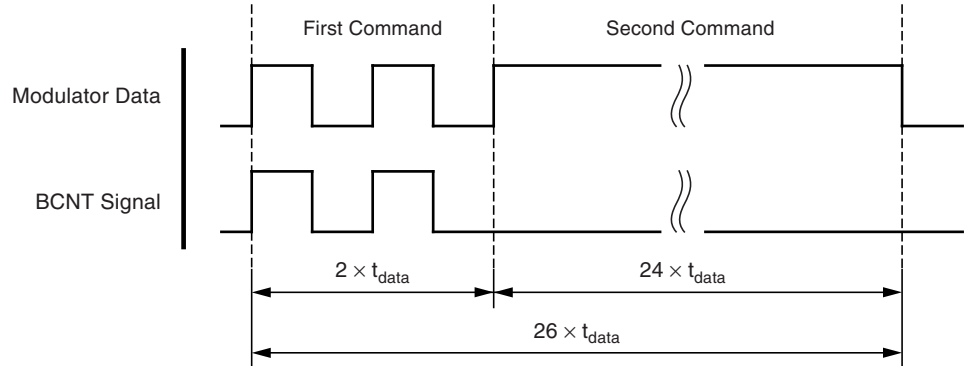 First Command
Second Command
Modulator Data
BCNT Signal
2 × tdata
24 × tdata
26 × tdata